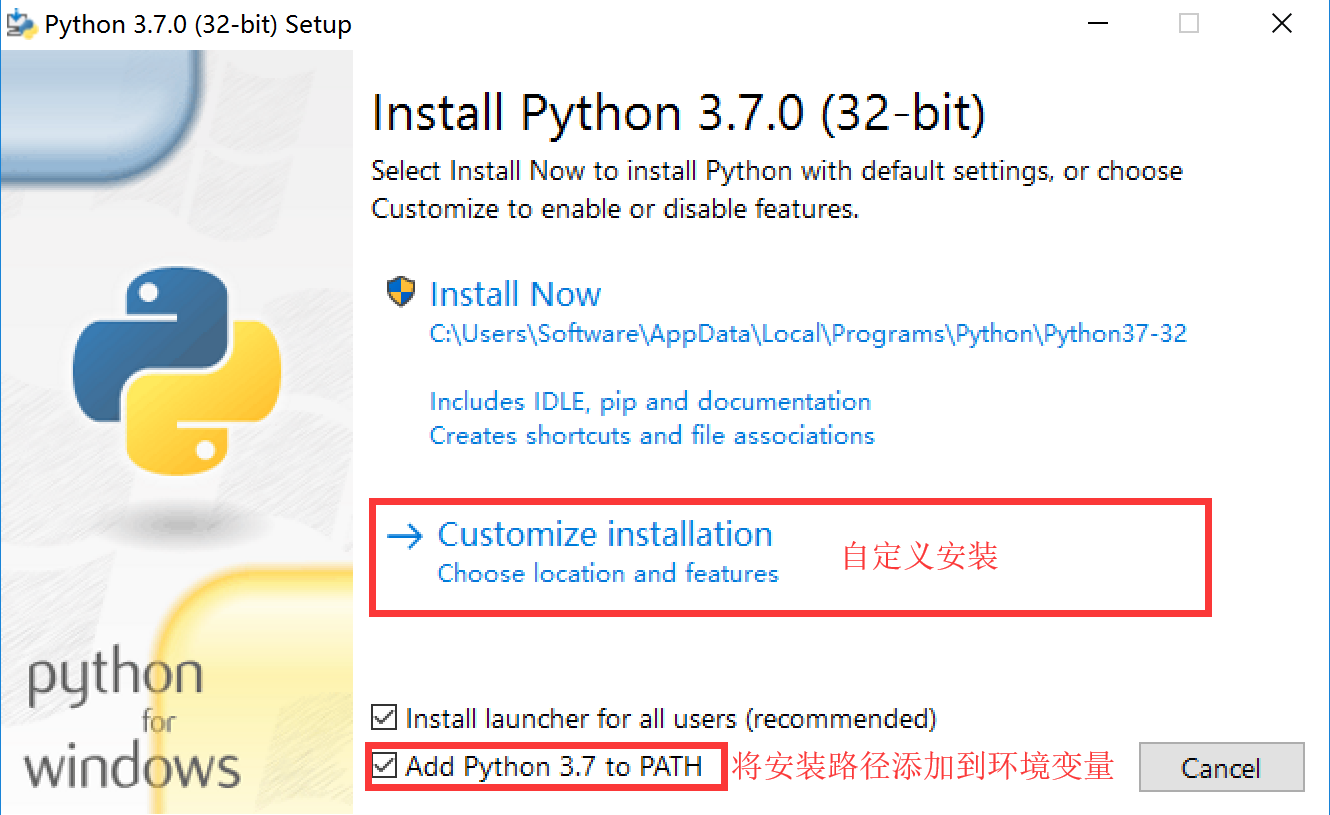 Python 3.7.0 (32-bit) Setup
Install Python 3.7.0 (32-bit)
Select Install Now to install Python with default settings, or choose
Customize to enable or disable features.
Install Now
C:\Users\Software\AppData\Local\Programs\Python\Python37-32
Includes IDLE, pip and documentation
Creates shortcuts and file associations
Customize installation
Choose location and features
自定义安装
python
for
windows
Install launcher for all users (recommended)
Add Python 3.7 to PATH 将安装路径添加到环境变量
Cancel